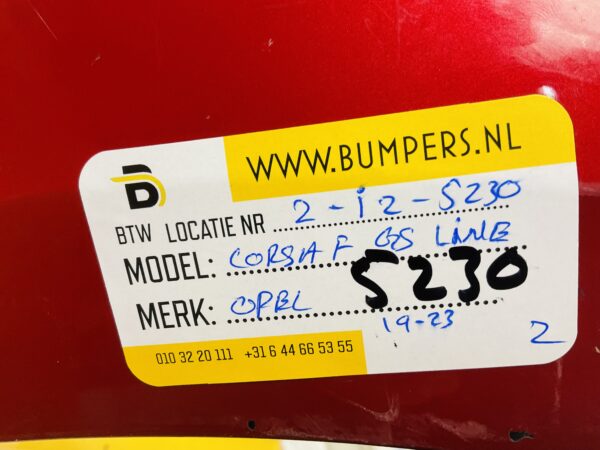 WWW.BUMPERS.NL
B
BTW LOCATIE NR 2-i2-5230
MODEL: CORSA F GS LINE
MERK: OPEL 5230
19-23
010 32 20 111 +31 6 44 66 53 55
2